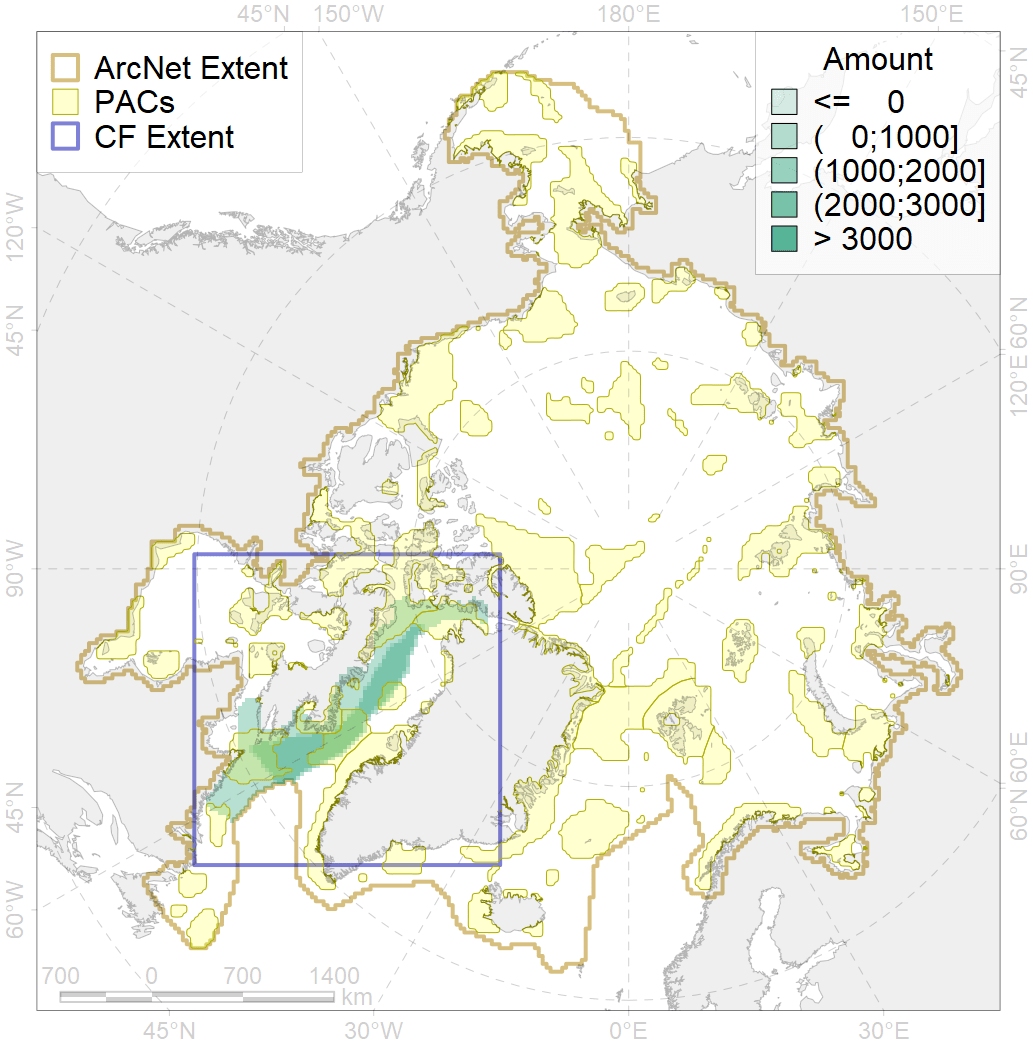 45°N 150°W 180°E 150°E
ArcNet Extent
PACs
CF Extent
Amount
<= 0
( 0;1000]
(1000;2000]
(2000;3000]
> 3000
45°N
120°W
45°N
60°N
120°E
90°W
90°E
45°N
60°E
60°N
60°W
700 0 700 1400
km
45°N 30°W 0°E 30°E